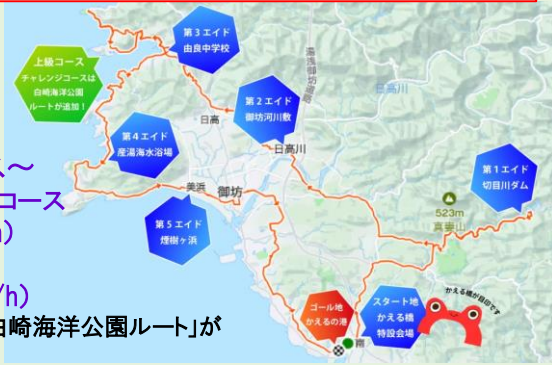 第3エイド
由良中学校
上級コース
チャレンジコースは
白崎海洋公園
ルートが追加！
第2エイド
御坊河川敷
日高川
日高
日高川
第4エイド
産湯海水浴場
第1エイド
切目川ダム
コース
美浜
御坊
523m
真妻山
第5エイド
煙樹ヶ浜
/h)
崎海洋公園ルート」が
ゴール地
かえるの港
スタート地
かえる橋
特設会場
かえる橋が目印です
南